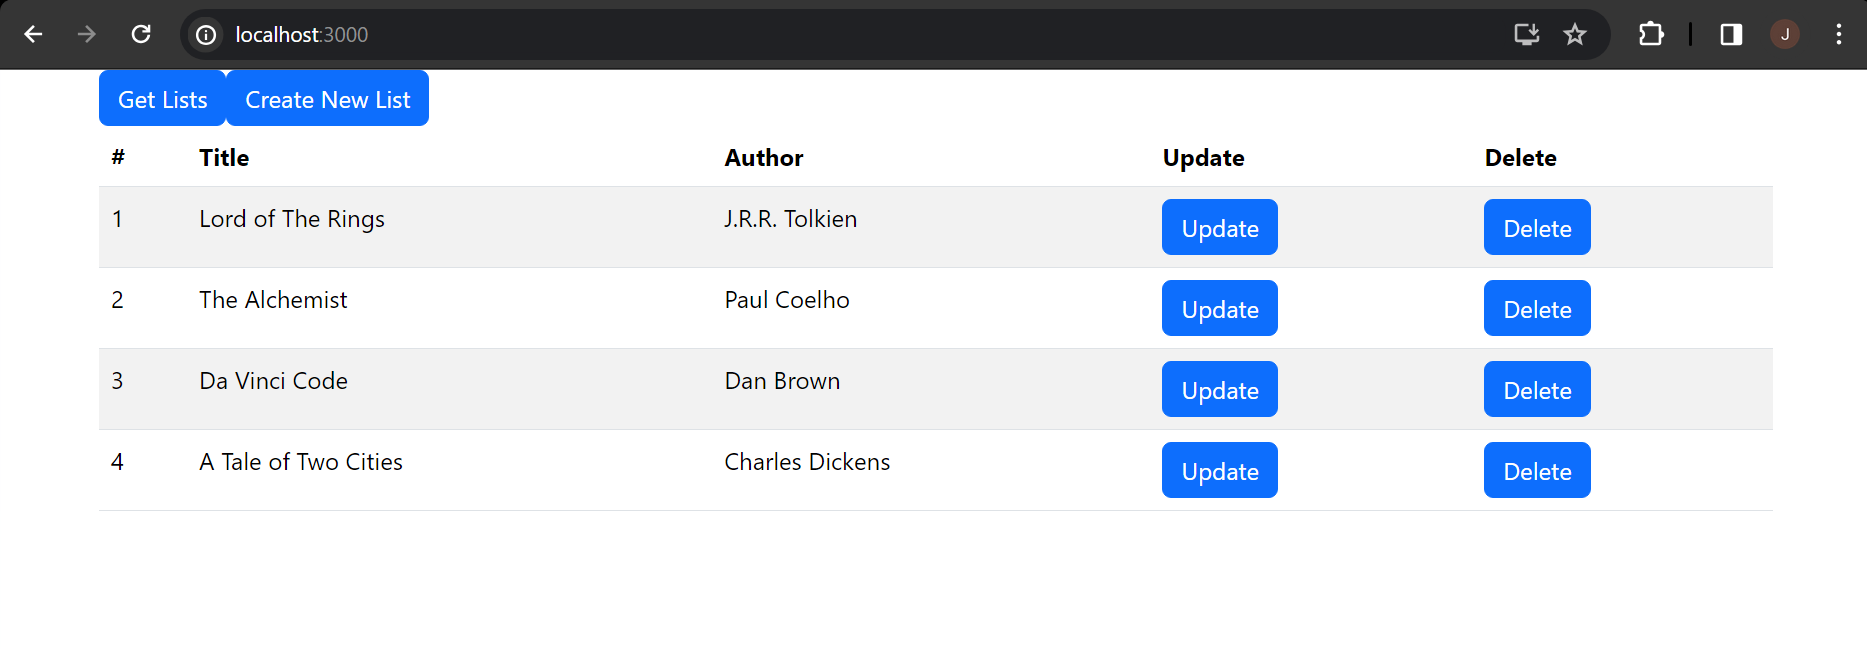 localhost:3000
J
Get Lists Create New List
# Title Author Update Delete
1 Lord of The Rings J.R.R. Tolkien Update Delete
2 The Alchemist Paul Coelho Update Delete
3 Da Vinci Code Dan Brown Update Delete
4 A Tale of Two Cities Charles Dickens Update Delete